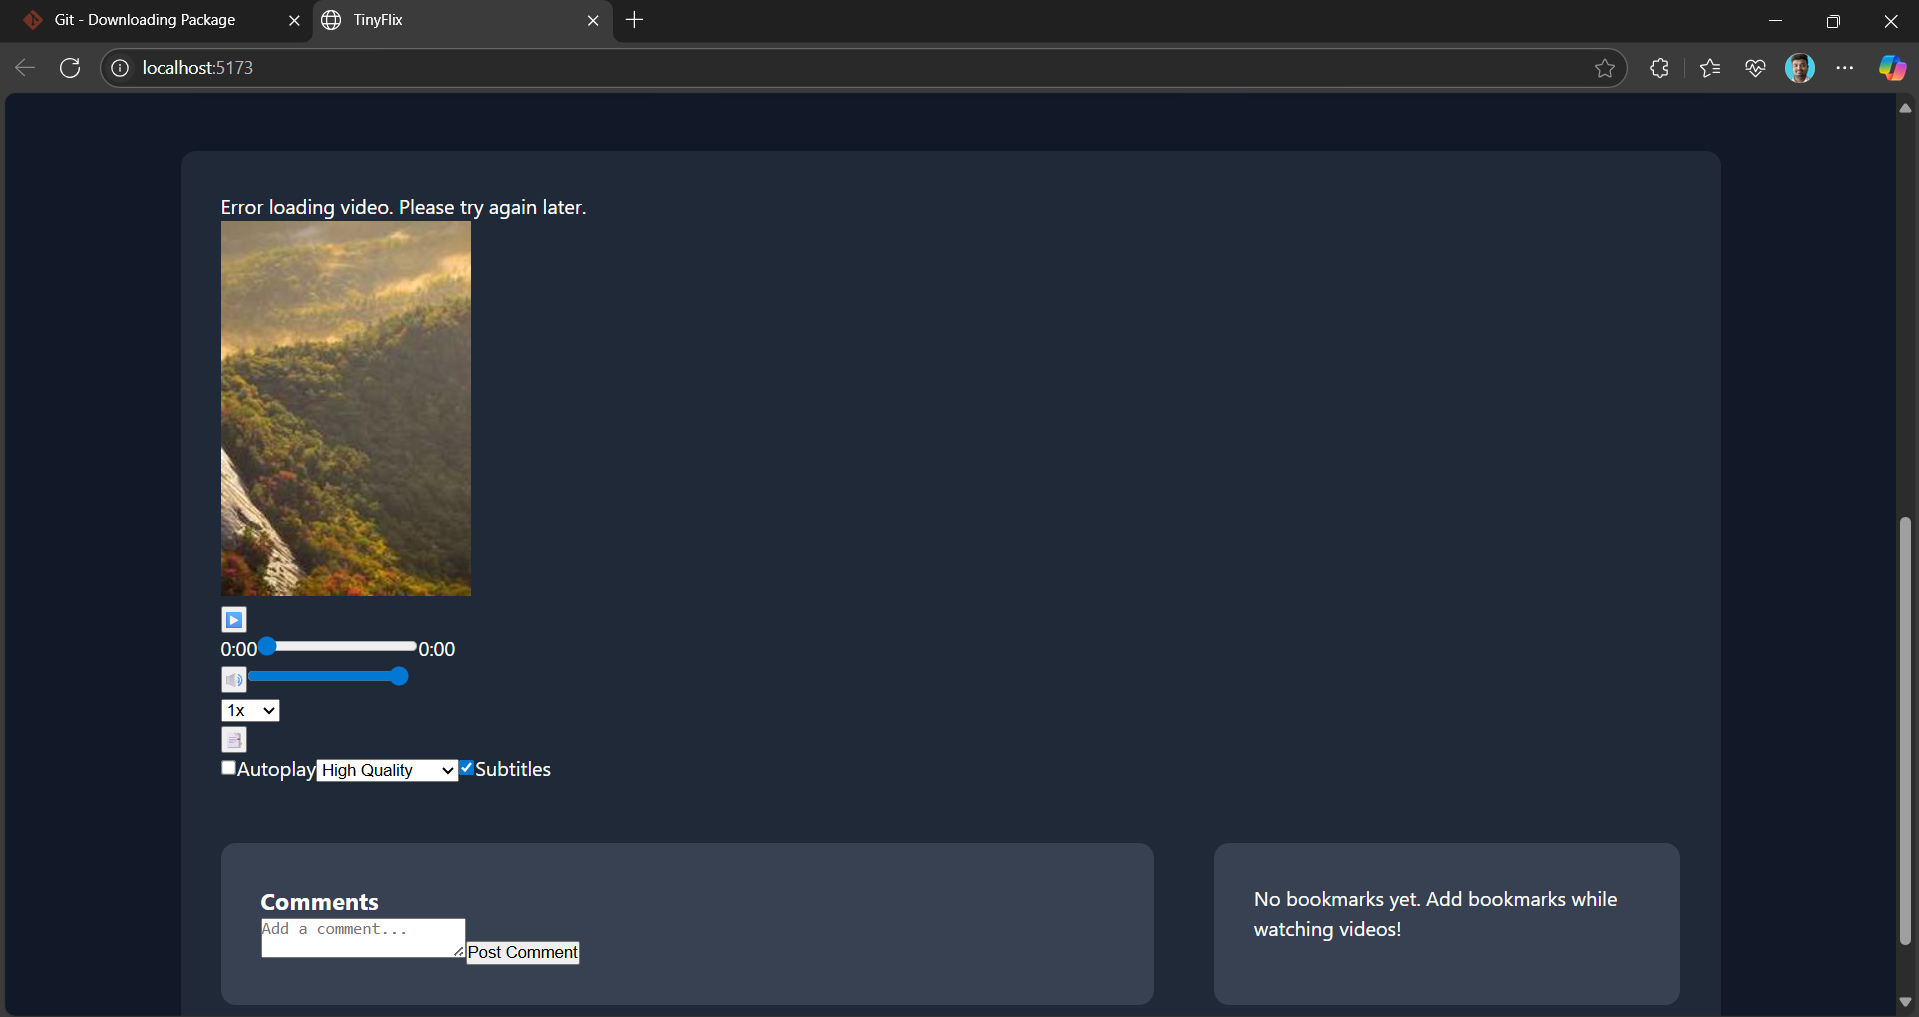 Git - Downloading Package
TinyFlix
localhost:5173
Error loading video. Please try again later.
0:00 0:00
1x
Autoplay High Quality Subtitles
Comments
Add a comment...
Post Comment
No bookmarks yet. Add bookmarks while
watching videos!